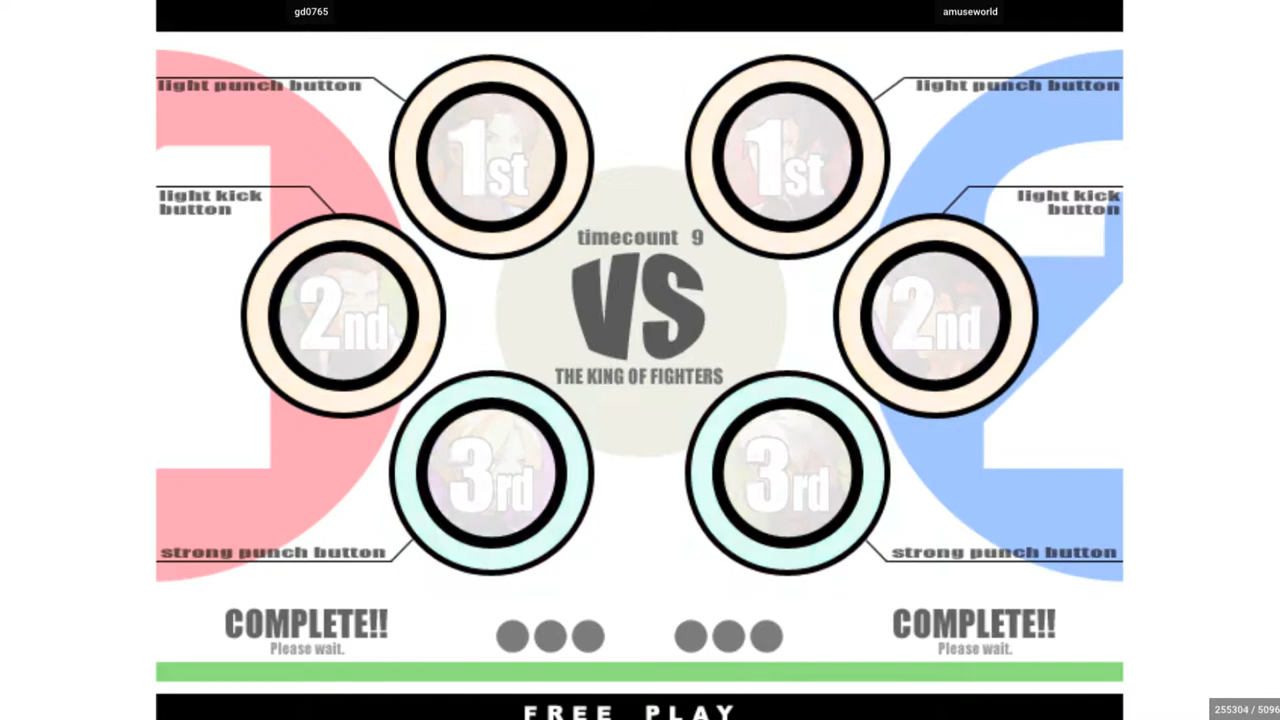 gd0765
amuseworld
light punch button
light punch button
1st
1st
light kick
button
light kick
button
timecount 9
VS
2nd
2nd
THE KING OF FIGHTERS
3rd
3rd
strong punch button
strong punch button
COMPLETE!!
COMPLETE!!
Please wait.
Please wait.
FREE PLAY
255304 / 5096